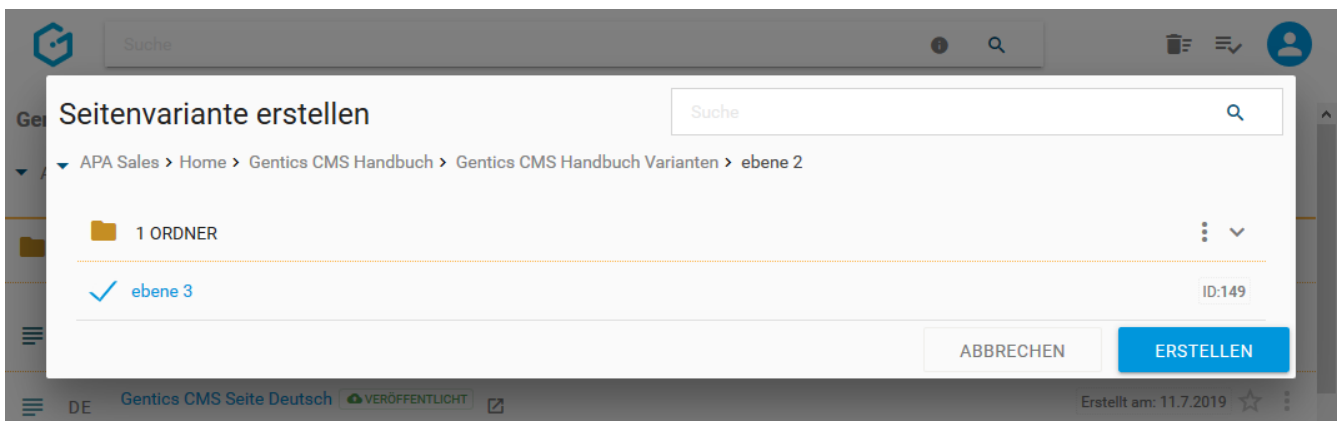 Suche
Ger
Seitenvariante erstellen
Suche
A
APA Sales > Home > Gentics CMS Handbuch > Gentics CMS Handbuch Varianten > ebene 2
1 ORDNER
ebene 3
ID:149
ABBRECHEN
ERSTELLEN
DE
Gentics CMS Seite Deutsch
VERÖFFENTLICHT
Erstellt am: 11.7.2019